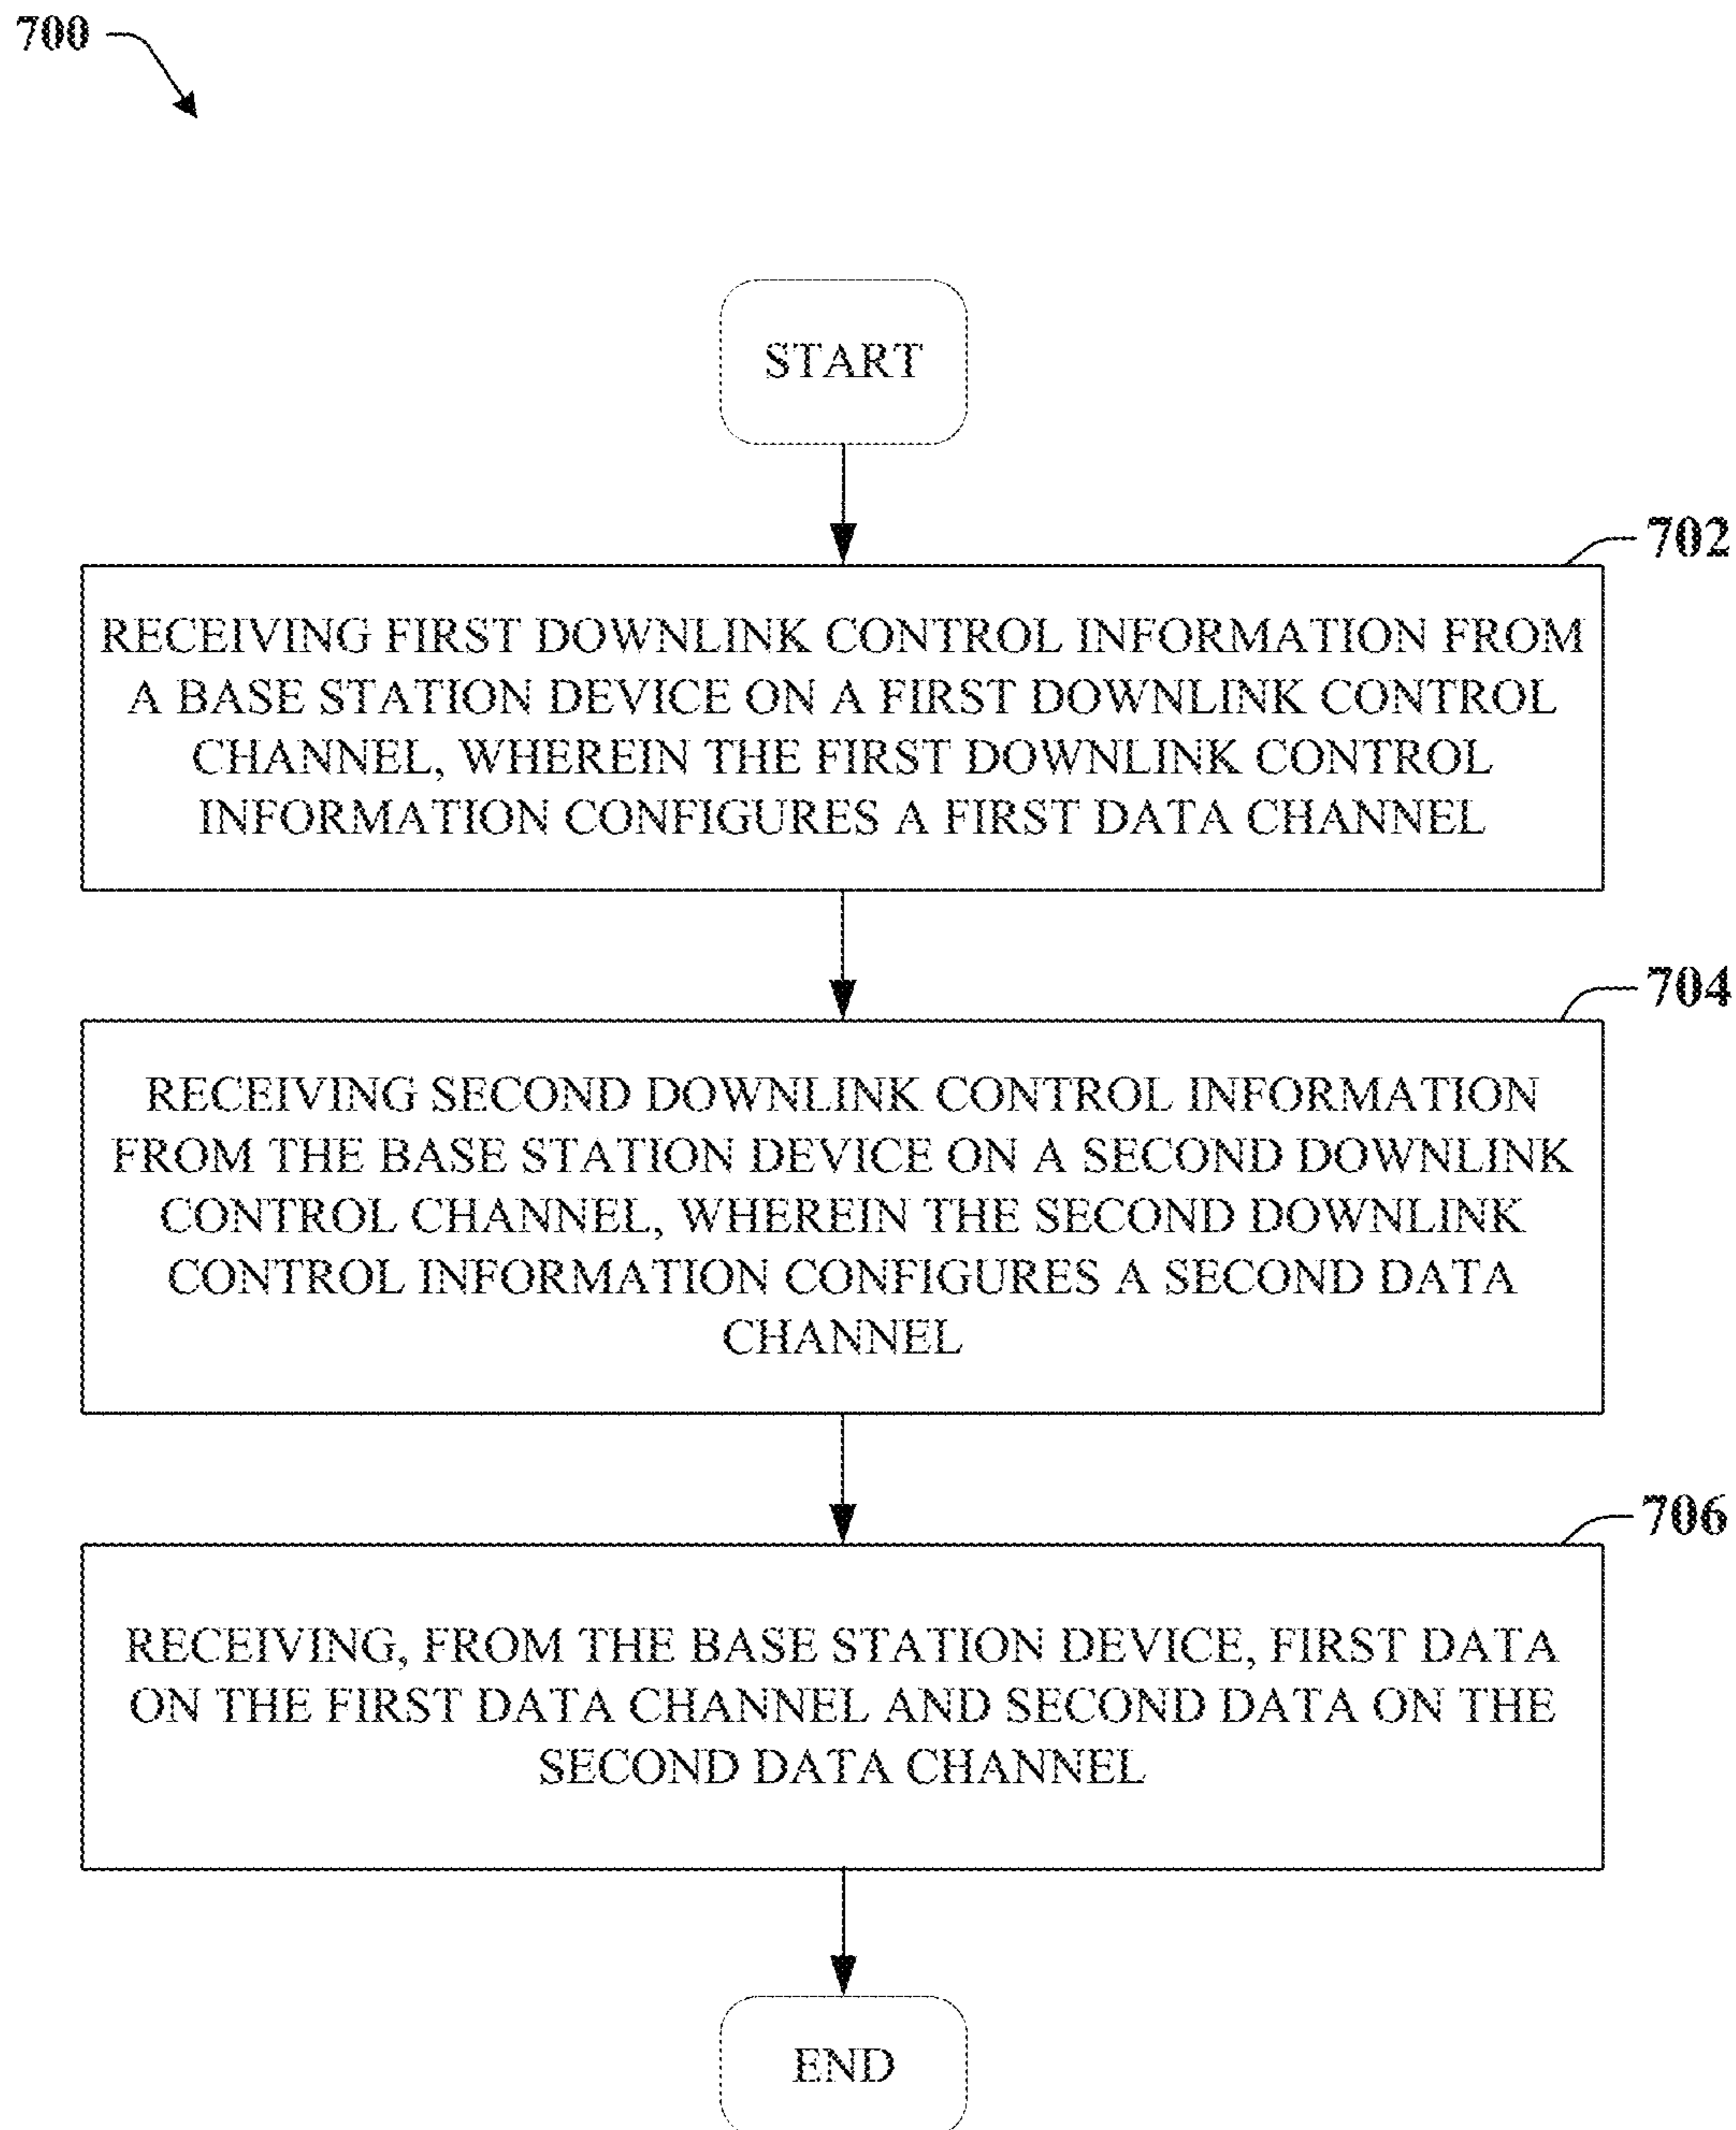 700
START
702
RECEIVING FIRST DOWNLINK CONTROL INFORMATION FROM
A BASE STATION DEVICE ON A FIRST DOWNLINK CONTROL
CHANNEL, WHEREIN THE FIRST DOWNLINK CONTROL
INFORMATION CONFIGURES A FIRST DATA CHANNEL
704
RECEIVING SECOND DOWNLINK CONTROL INFORMATION
FROM THE BASE STATION DEVICE ON A SECOND DOWNLINK
CONTROL CHANNEL, WHEREIN THE SECOND DOWNLINK
CONTROL INFORMATION CONFIGURES A SECOND DATA
CHANNEL
706
RECEIVING, FROM THE BASE STATION DEVICE, FIRST DATA
ON THE FIRST DATA CHANNEL AND SECOND DATA ON THE
SECOND DATA CHANNEL
END